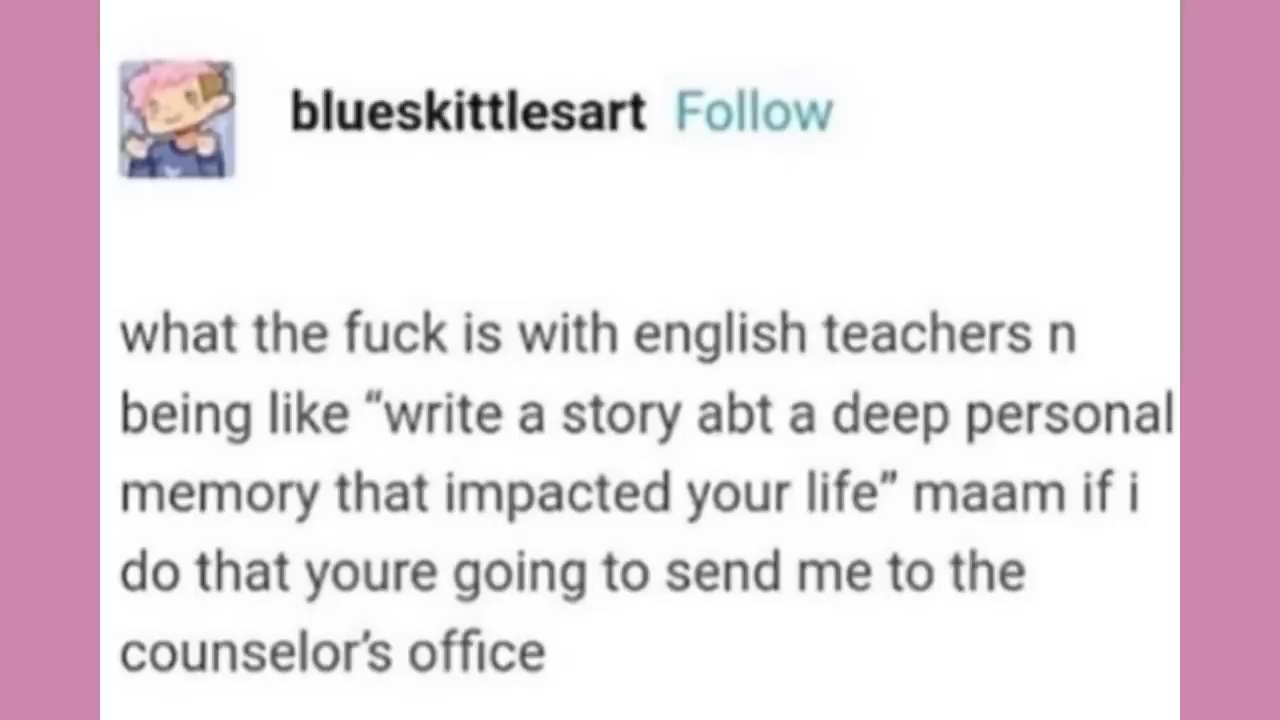 blueskittlesart Follow
what the fuck is with english teachers n
being like “write a story abt a deep personal
memory that impacted your life” maam if i
do that youre going to send me to the
counselor’s office